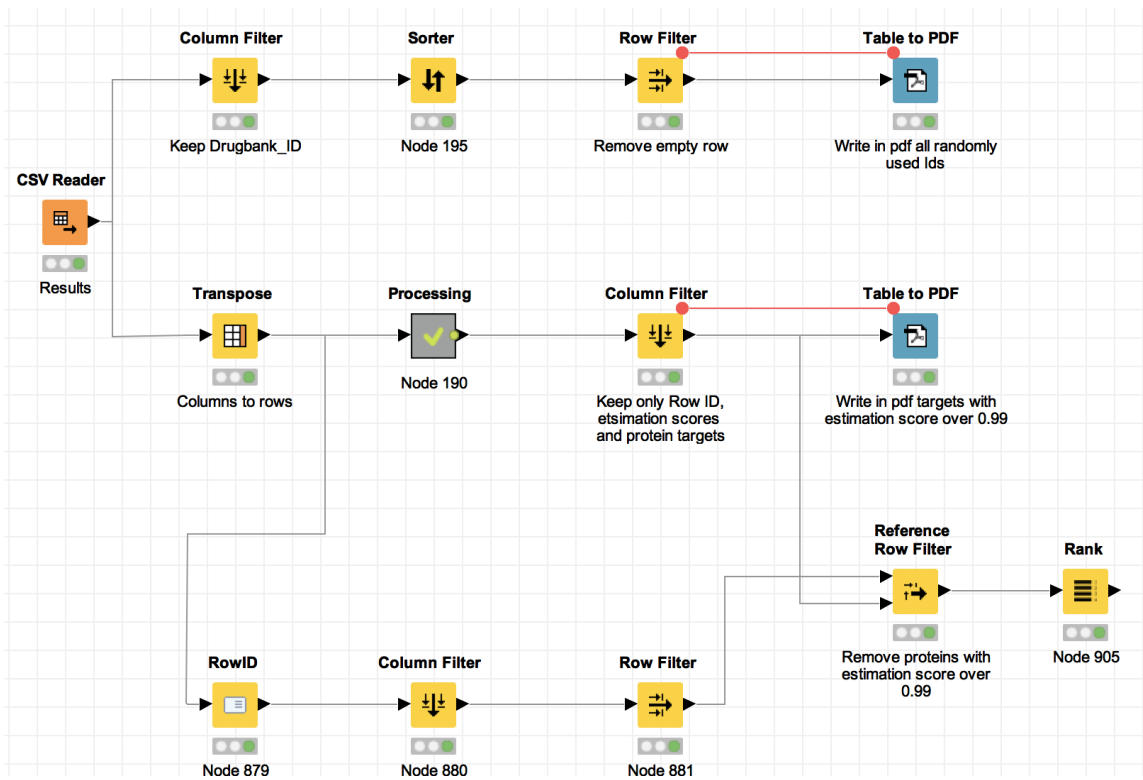 Column Filter
Sorter
Row Filter
Table to PDF
Keep Drugbank_ID
Node 195
Remove empty row
Write in pdf all randomly
used Ids
CSV Reader
Results
Transpose
Processing
Column Filter
Table to PDF
Columns to rows
Node 190
Keep only Row ID,
etsimation scores
and protein targets
Write in pdf targets with
estimation score over 0.99
Reference
Row Filter
Rank
Remove proteins with
estimation score over
0.99
Node 905
RowID
Column Filter
Row Filter
Node 879
Node 880
Node 881